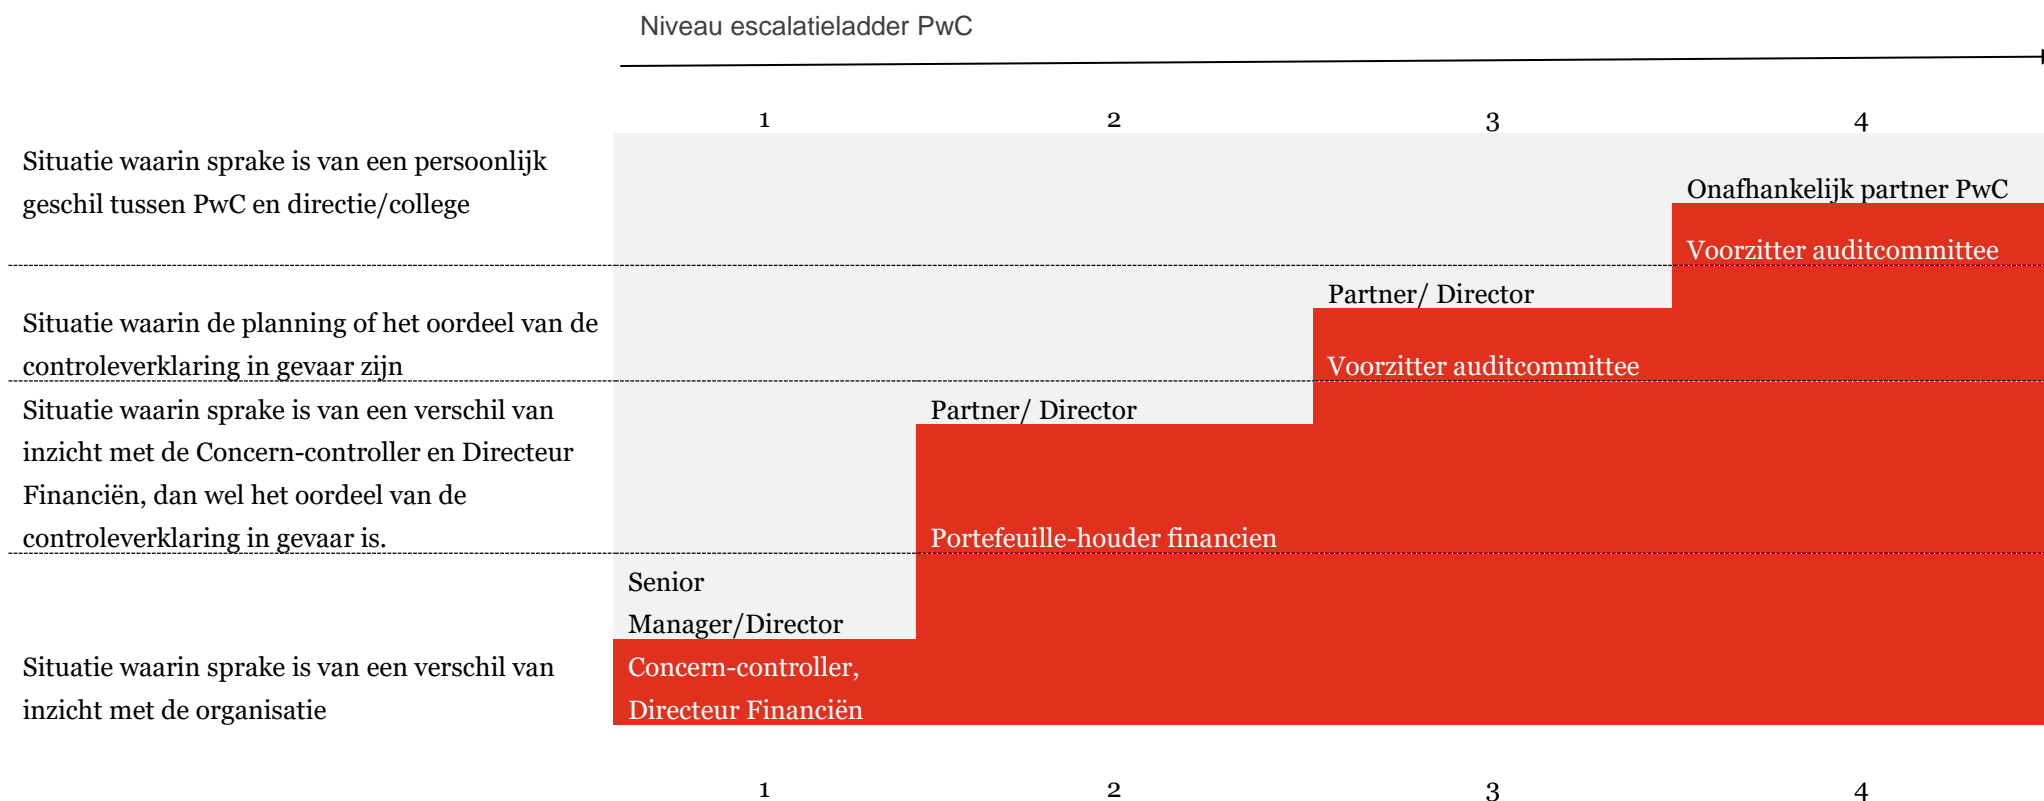 Niveau escalatieladder PwC
1 2 3 4
Situatie waarin sprake is van een persoonlijk
geschil tussen PwC en directie/college
Onafhankelijk partner PwC
Voorzitter auditcommittee
Situatie waarin de planning of het oordeel van de
controleverklaring in gevaar zijn
Partner/ Director
Voorzitter auditcommittee
Situatie waarin sprake is van een verschil van
inzicht met de Concern-controller en Directeur
Financiën, dan wel het oordeel van de
controleverklaring in gevaar is.
Partner/ Director
Portefeuille-houder financien
Situatie waarin sprake is van een verschil van
inzicht met de organisatie
Senior
Manager/Director
Concern-controller,
Directeur Financiën
1 2 3 4